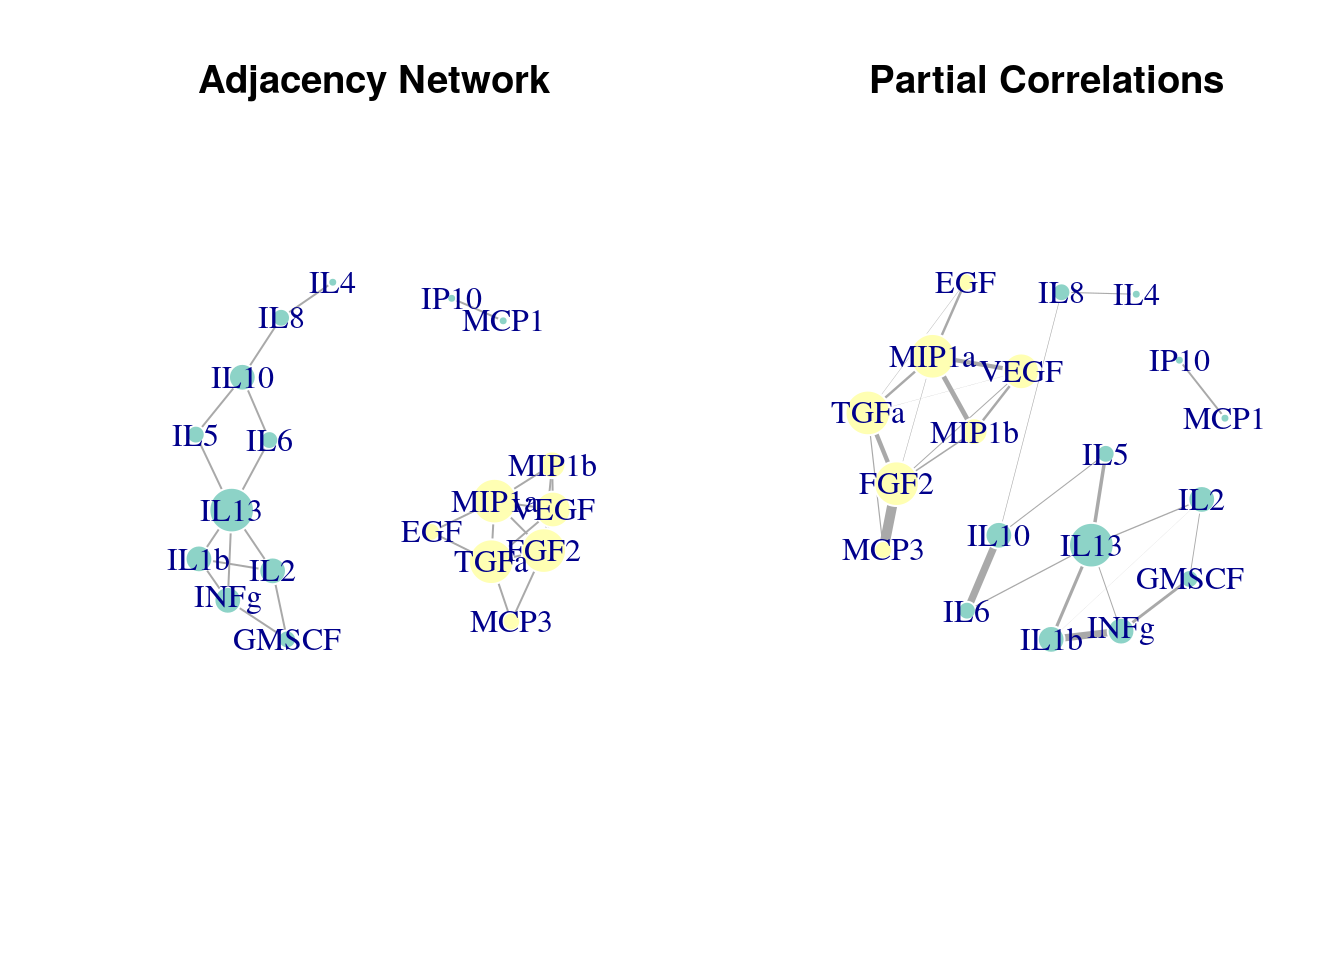 Adjacency Network
IL4
IP10
IL8
MCP1
IL10
IL5
IL6
MIP1b
MIP1a
VEGF
IL13
EGF
FGF2
IL1b
TGFa
IL2
INFg
MCP3
GMSCF
Partial Correlations
EGF
IL8
IL4
MIP1a
IP10
VEGF
TGFa
MCP1
MIP1b
IL5
FGF2
IL2
IL10
IL13
MCP3
GMSCF
IL6
INFg
IL1b